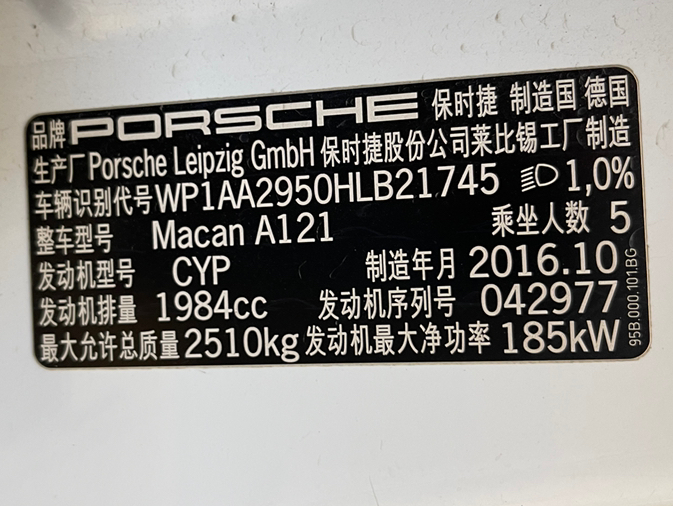 品牌 PORSCHE 保时捷 制造国 德国
生产厂 Porsche Leipzig GmbH 保时捷股份公司莱比锡工厂制造
车辆识别代号 WP1AA2950HLB21745 1,0%
整车型号 Macan A121 乘坐人数 5
发动机型号 CYP 制造年月 2016.10
发动机排量 1984cc 发动机序列号 042977
最大允许总质量 2510kg 发动机最大净功率 185kW
95B.000.101.BG